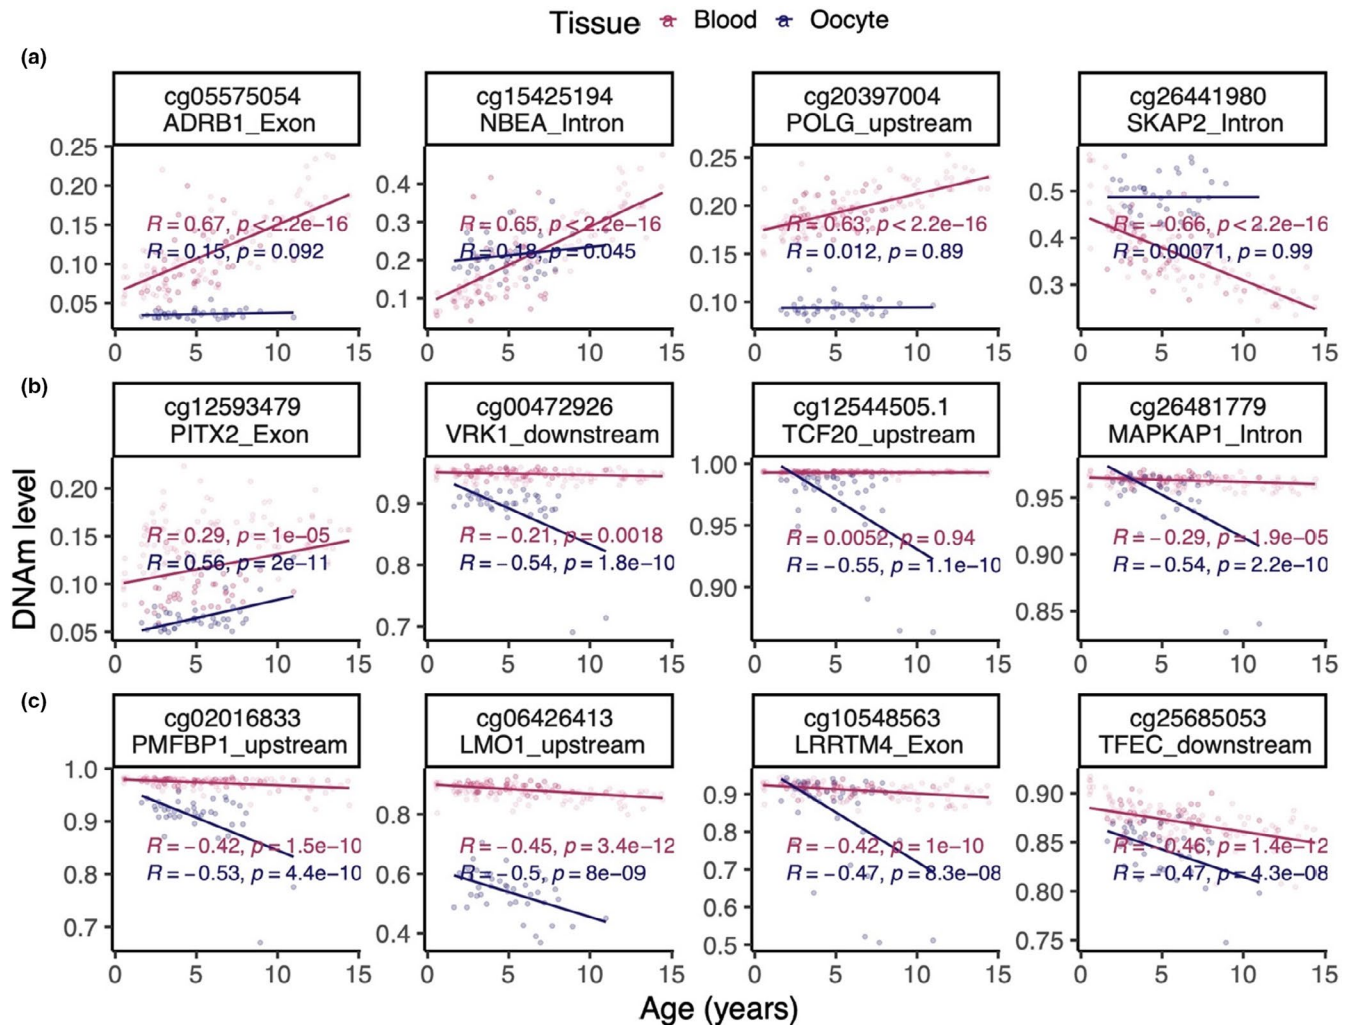 Tissue a Blood a Oocyte
(a)
cg05575054
ADRB1_Exon
cg15425194
NBEA_Intron
cg20397004
POLG_upstream
cg26441980
SKAP2_Intron
0.25
0.20
0.15
0.10
0.05
R = 0.67, p < 2.2e−16
R = 0.15, p = 0.092
0 5 10 15
0.4
0.3
0.2
0.1
R = 0.65, p < 2.2e−16
R = 0.18, p = 0.045
0 5 10 15
0.25
0.20
0.15
0.10
R = 0.63, p < 2.2e−16
R = 0.012, p = 0.89
0 5 10 15
0.5
0.4
0.3
R = −0.66, p < 2.2e−16
R = 0.00071, p = 0.99
0 5 10 15
(b)
cg12593479
PITX2_Exon
cg00472926
VRK1_downstream
cg12544505.1
TCF20_upstream
cg26481779
MAPKAP1_Intron
DNAm level
0.20
0.15
0.10
0.05
R = 0.29, p = 1e−05
R = 0.56, p = 2e−11
0 5 10 15
0.9
0.8
0.7
R = −0.21, p = 0.0018
R = −0.54, p = 1.8e−10
0 5 10 15
1.00
0.95
0.90
R = 0.0052, p = 0.94
R = −0.55, p = 1.1e−10
0 5 10 15
0.95
0.90
0.85
R = −0.29, p = 1.9e−05
R = −0.54, p = 2.2e−10
0 5 10 15
(c)
cg02016833
PMFBP1_upstream
cg06426413
LMO1_upstream
cg10548563
LRRTM4_Exon
cg25685053
TFEC_downstream
1.0
0.9
0.8
0.7
R = −0.42, p = 1.5e−10
R = −0.53, p = 4.4e−10
0 5 10 15
0.8
0.6
0.4
R = −0.45, p = 3.4e−12
R = −0.5, p = 8e−09
0 5 10 15
0.9
0.8
0.7
0.6
0.5
R = −0.42, p = 1e−10
R = −0.47, p = 8.3e−08
0 5 10 15
0.90
0.85
0.80
0.75
R = −0.46, p = 1.4e−12
R = −0.47, p = 4.3e−08
0 5 10 15
Age (years)